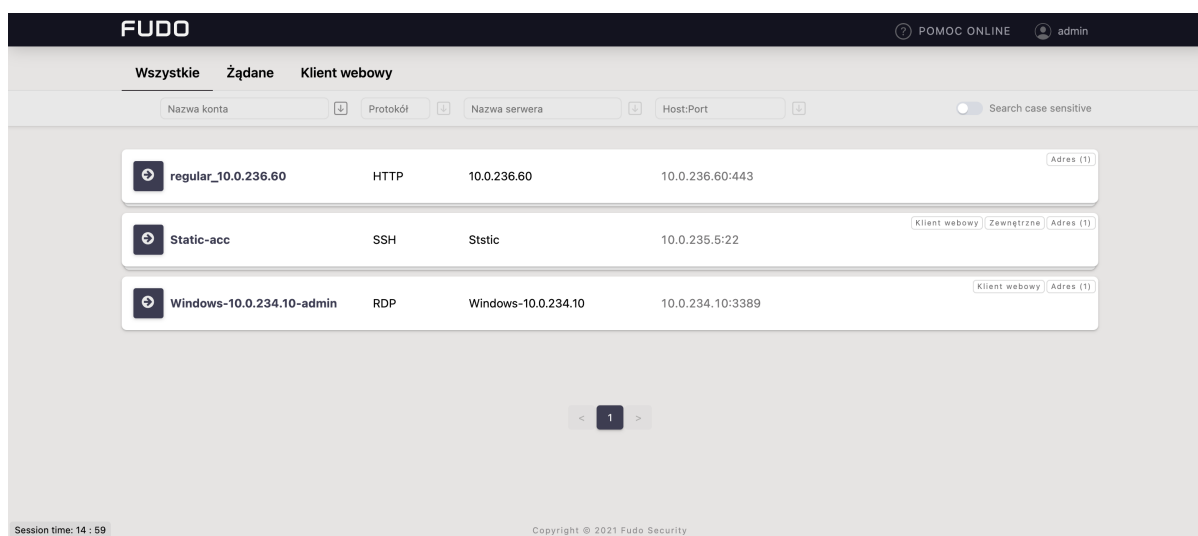 FUDO
? POMOC ONLINE admin
Wszystkie Żądane Klient webowy
Nazwa konta Protokół Nazwa serwera Host:Port Search case sensitive
Adres (1)
regular_10.0.236.60 HTTP 10.0.236.60 10.0.236.60:443
Klient webowy Zewnętrzne Adres (1)
Static-acc SSH Ststic 10.0.235.5:22
Klient webowy Adres (1)
Windows-10.0.234.10-admin RDP Windows-10.0.234.10 10.0.234.10:3389
< 1 >
Session time: 14 : 59 Copyright © 2021 Fudo Security